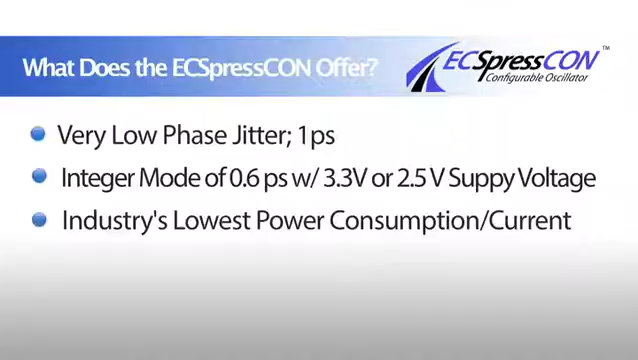 What Does the ECSpressCON Offer?
ECSpressCON™
Configurable Oscillator
Very Low Phase Jitter; 1ps
Integer Mode of 0.6 ps w/ 3.3V or 2.5 V Suppy Voltage
Industry's Lowest Power Consumption/Current